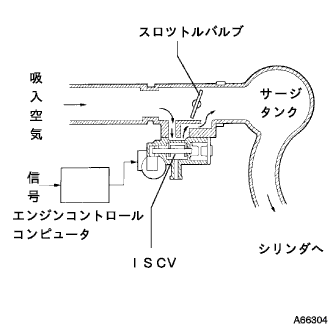 スロツトルバルブ
吸入空気
サージ
タンク
信号
エンジンコントロール
コンピュータ
ISCV
シリンダへ
A66304